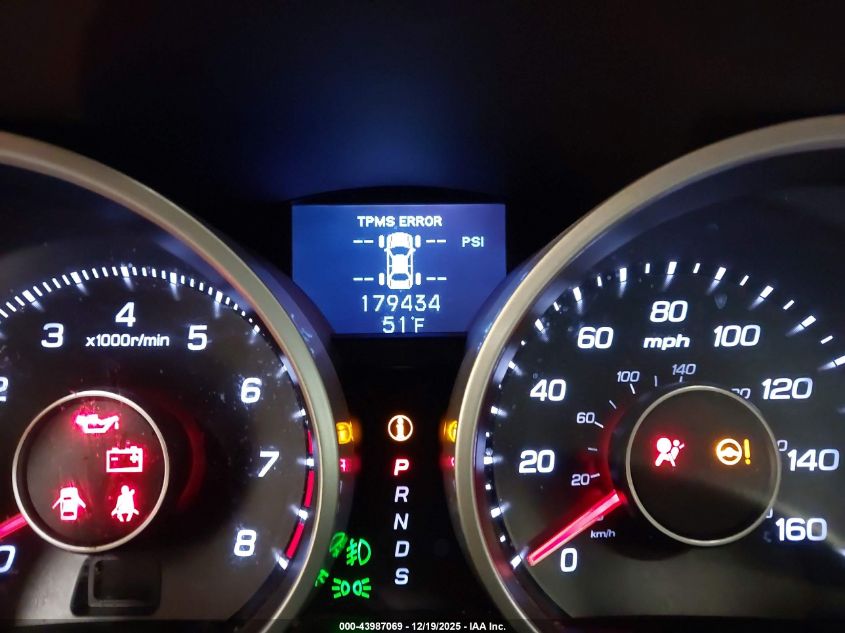 TPMS ERROR
-- -- PSI
-- --
179434
51°F
0 2 3 4 5 6 7 8
x1000r/min
0 20 40 60 80 100 120 140 160
mph
20 60 100 140
km/h
P
R
N
D
S
000-43987069 - 12/19/2025 - IAA Inc.